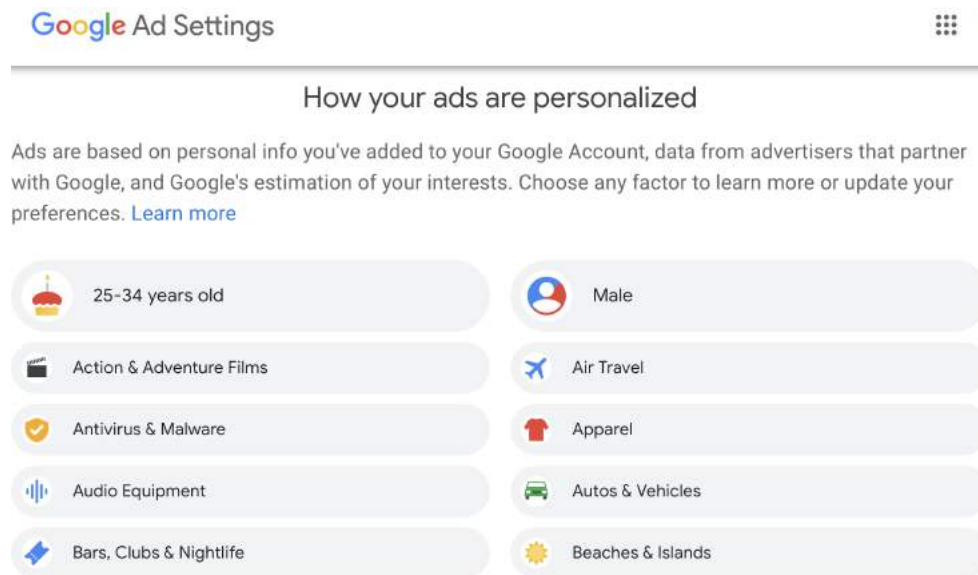 Google Ad Settings
How your ads are personalized
Ads are based on personal info you've added to your Google Account, data from advertisers that partner
with Google, and Google's estimation of your interests. Choose any factor to learn more or update your
preferences. Learn more
25-34 years old
Male
Action & Adventure Films
Air Travel
Antivirus & Malware
Apparel
Audio Equipment
Autos & Vehicles
Bars, Clubs & Nightlife
Beaches & Islands